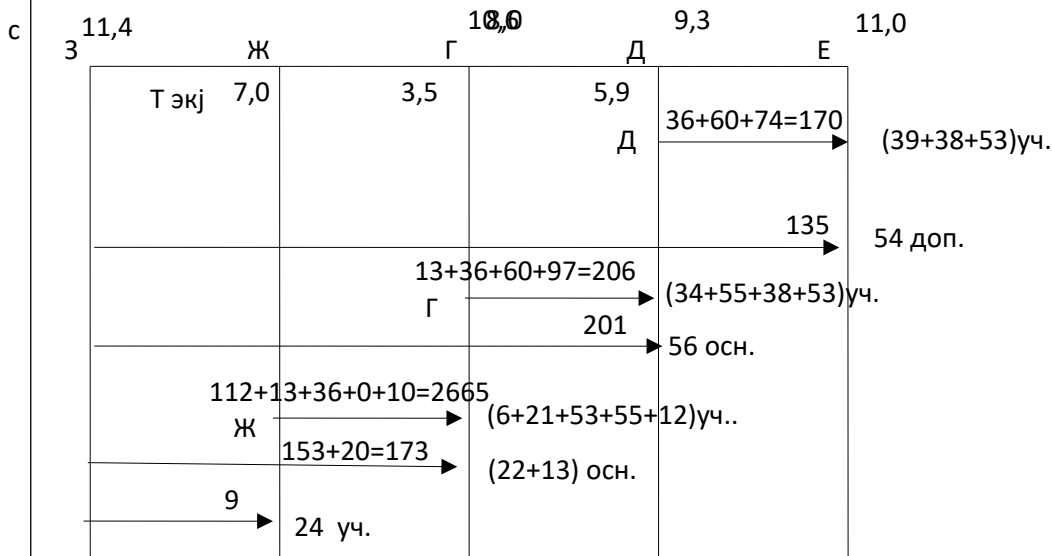 с
11,4 9,3 11,0
З Ж Г Д Е
Т экј 7,0 3,5 5,9
36+60+74=170
Д (39+38+53)уч.
135
54 доп.
13+36+60+97=206
Г (34+55+38+53)уч.
201
56 осн.
112+13+36+0+10=2665
Ж (6+21+53+55+12)уч..
153+20=173
(22+13) осн.
9
24 уч.